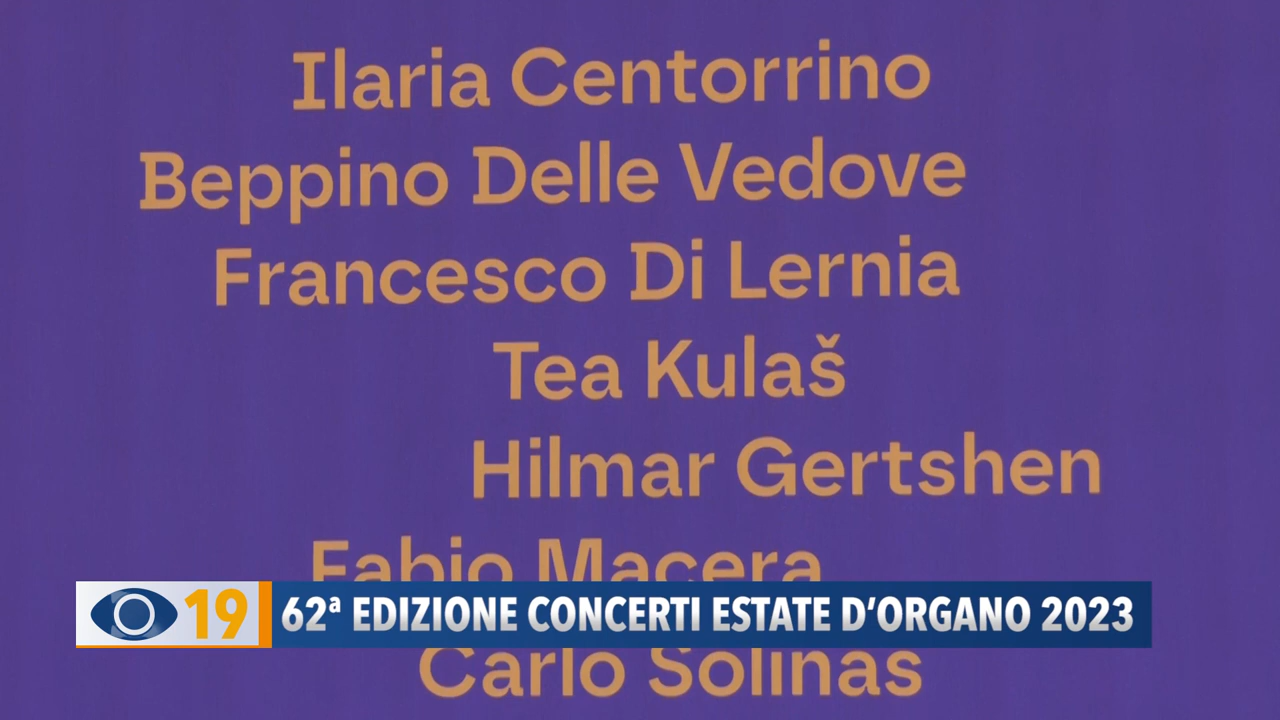 Ilaria Centorrino
Beppino Delle Vedove
Francesco Di Lernia
Tea Kulaš
Hilmar Gertshen
Fabio Macera
19 62ª EDIZIONE CONCERTI ESTATE D'ORGANO 2023
Carlo Solinas